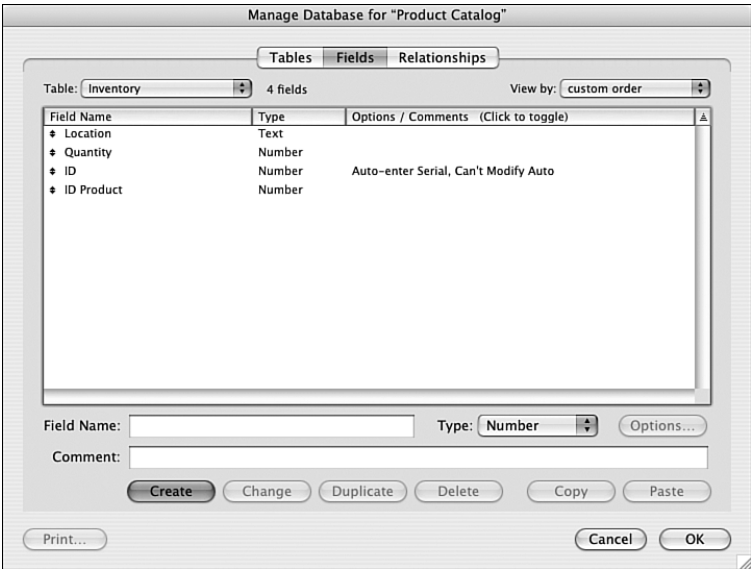 Manage Database for “Product Catalog”
Tables Fields Relationships
Table: Inventory 4 fields View by: custom order
Field Name Type Options / Comments (Click to toggle)
Location Text
Quantity Number
ID Number Auto-enter Serial, Can't Modify Auto
ID Product Number
Field Name: Type: Number Options...
Comment:
Create Change Duplicate Delete Copy Paste
Print... Cancel OK